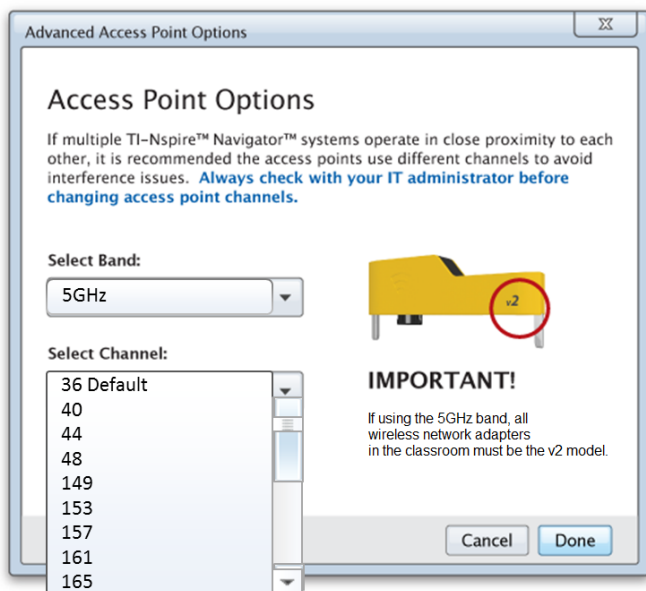 Advanced Access Point Options
Access Point Options
If multiple TI-Nspire™ Navigator™ systems operate in close proximity to each
other, it is recommended the access points use different channels to avoid
interference issues. Always check with your IT administrator before
changing access point channels.
Select Band:
5GHz
v2
Select Channel:
36 Default
40
44
48
149
153
157
161
165
IMPORTANT!
If using the 5GHz band, all
wireless network adapters
in the classroom must be the v2 model.
Cancel
Done